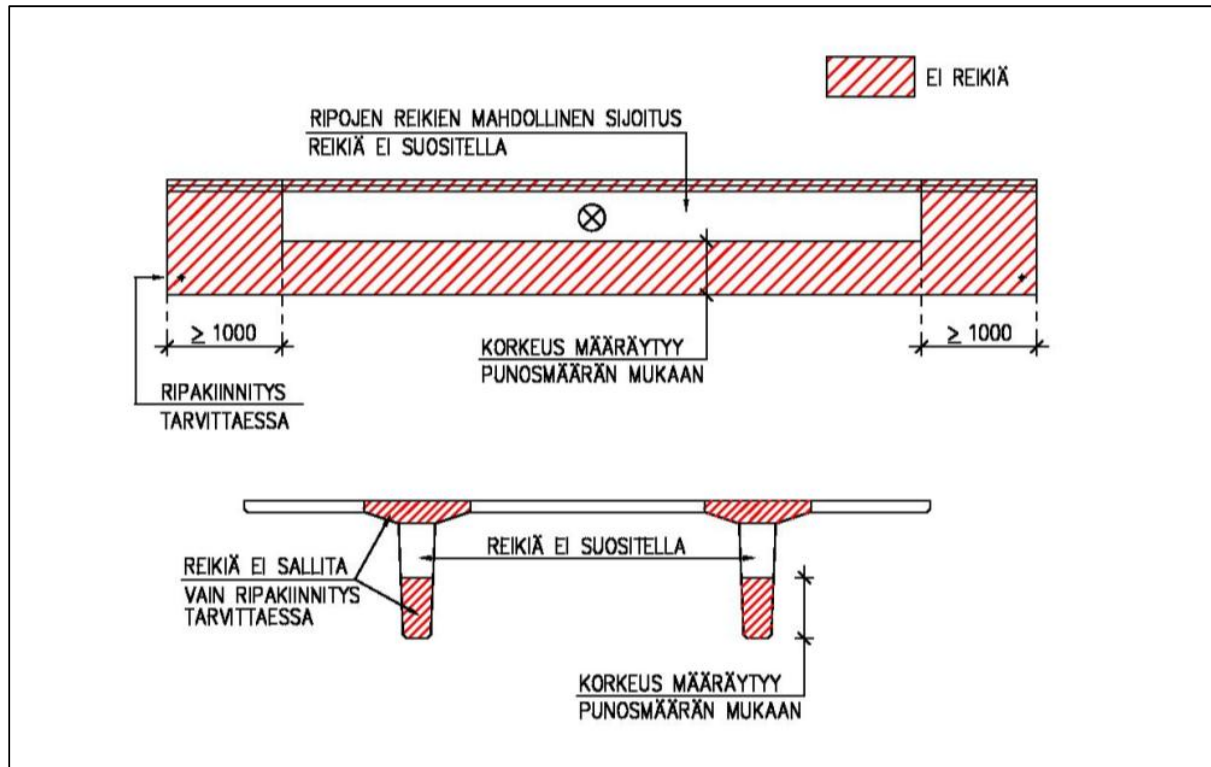 EI REIKIÄ
RIPOJEN REIKIEN MAHDOLLINEN SIJOITUS
REIKIÄ EI SUOSITELLA
≥ 1000
≥ 1000
KORKEUS MÄÄRÄYTYY
PUNOSMÄÄRÄN MUKAAN
RIPAKIINNITYS
TARVITTAESSA
REIKIÄ EI SUOSITELLA
REIKIÄ EI SALLITA
VAIN RIPAKIINNITYS
TARVITTAESSA
KORKEUS MÄÄRÄYTYY
PUNOSMÄÄRÄN MUKAAN